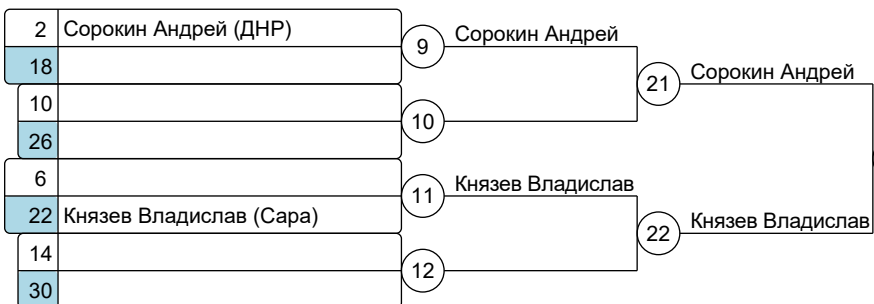 2 Сорокин Андрей (ДНР)
9 Сорокин Андрей
18
21 Сорокин Андрей
10
10
26
6
11 Князев Владислав
22 Князев Владислав (Сара)
22 Князев Владислав
14
12
30